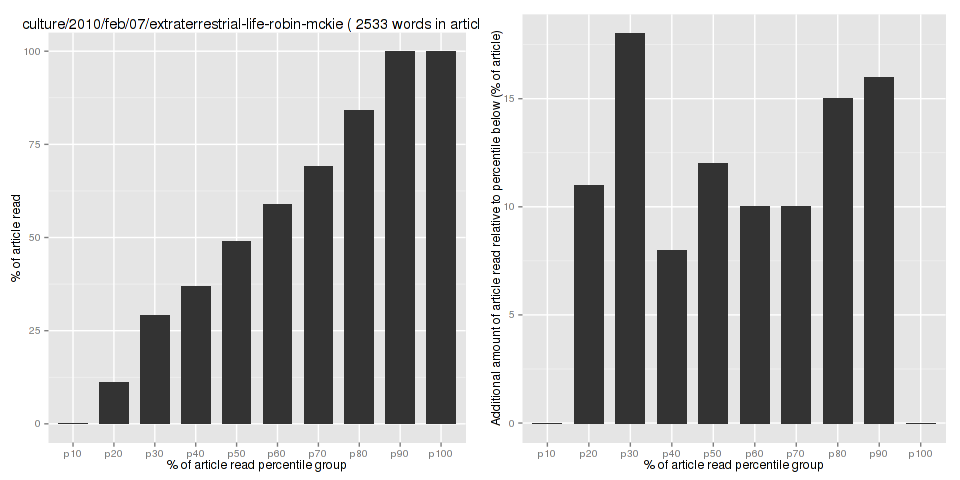 culture/2010/feb/07/extraterrestrial-life-robin-mckie ( 2533 words in articl
% of article read
100
75
50
25
0
p10 p20 p30 p40 p50 p60 p70 p80 p90 p100
% of article read percentile group
Additional amount of article read relative to percentile below (% of article)
15
10
5
0
p10 p20 p30 p40 p50 p60 p70 p80 p90 p100
% of article read percentile group